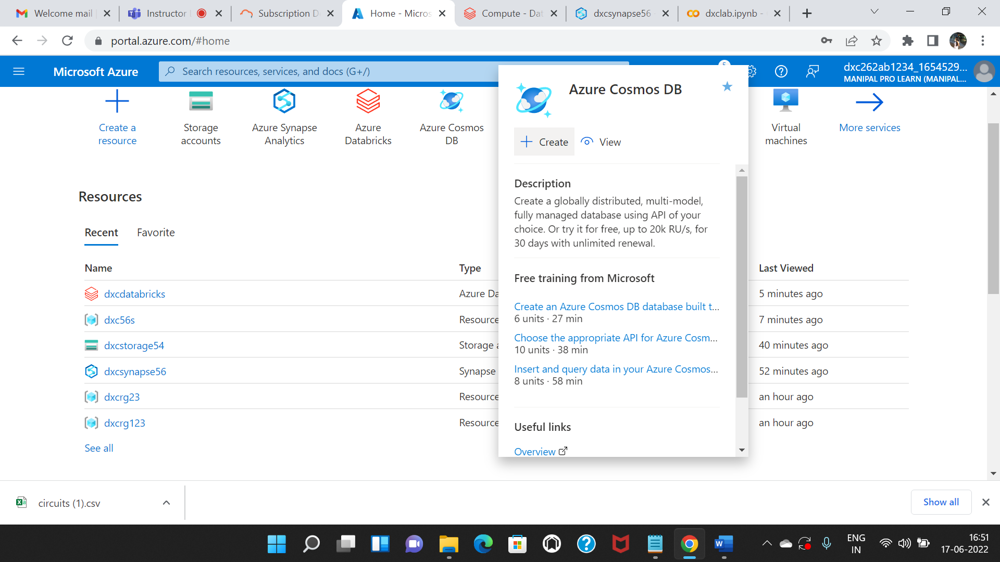 Welcome mail
Instructor
Subscription D
Home - Micros
Compute - Dat
dxcsynapse56
dxclab.ipynb -
portal.azure.com/#home
Microsoft Azure
Search resources, services, and docs (G+/)
5
dxc262ab1234_1654529...
MANIPAL PRO LEARN (MANIPAL...
Create a
resource
Storage
accounts
Azure Synapse
Analytics
Azure
Databricks
Azure Cosmos
DB
Virtual
machines
More services
Azure Cosmos DB
Create
View
Description
Create a globally distributed, multi-model,
fully managed database using API of your
choice. Or try it for free, up to 20k RU/s, for
30 days with unlimited renewal.
Free training from Microsoft
Create an Azure Cosmos DB database built t...
6 units · 27 min
Choose the appropriate API for Azure Cosm...
10 units · 38 min
Insert and query data in your Azure Cosmos...
8 units · 58 min
Useful links
Overview
Resources
Recent
Favorite
Name
Type
Last Viewed
dxcdatabricks
Azure Da
5 minutes ago
dxc56s
Resource
7 minutes ago
dxcstorage54
Storage a
40 minutes ago
dxcsynapse56
Synapse
52 minutes ago
dxcrg23
Resource
an hour ago
dxcrg123
Resource
an hour ago
See all
circuits (1).csv
Show all
ENG
IN
16:51
17-06-2022